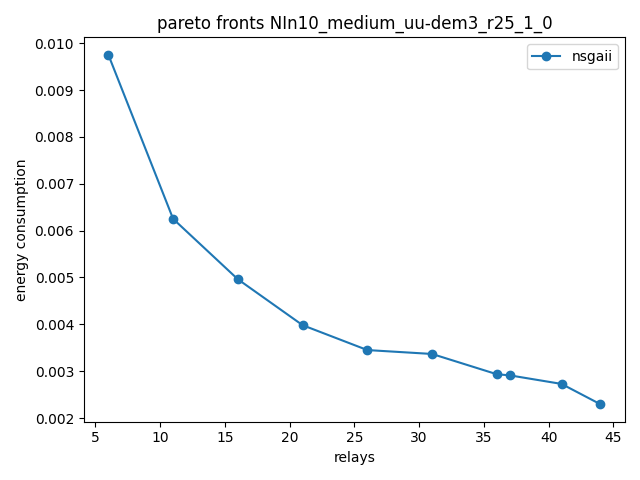 pareto fronts NIn10_medium_uu-dem3_r25_1_0
nsgaii
energy consumption
0.010
0.009
0.008
0.007
0.006
0.005
0.004
0.003
0.002
5 10 15 20 25 30 35 40 45
relays